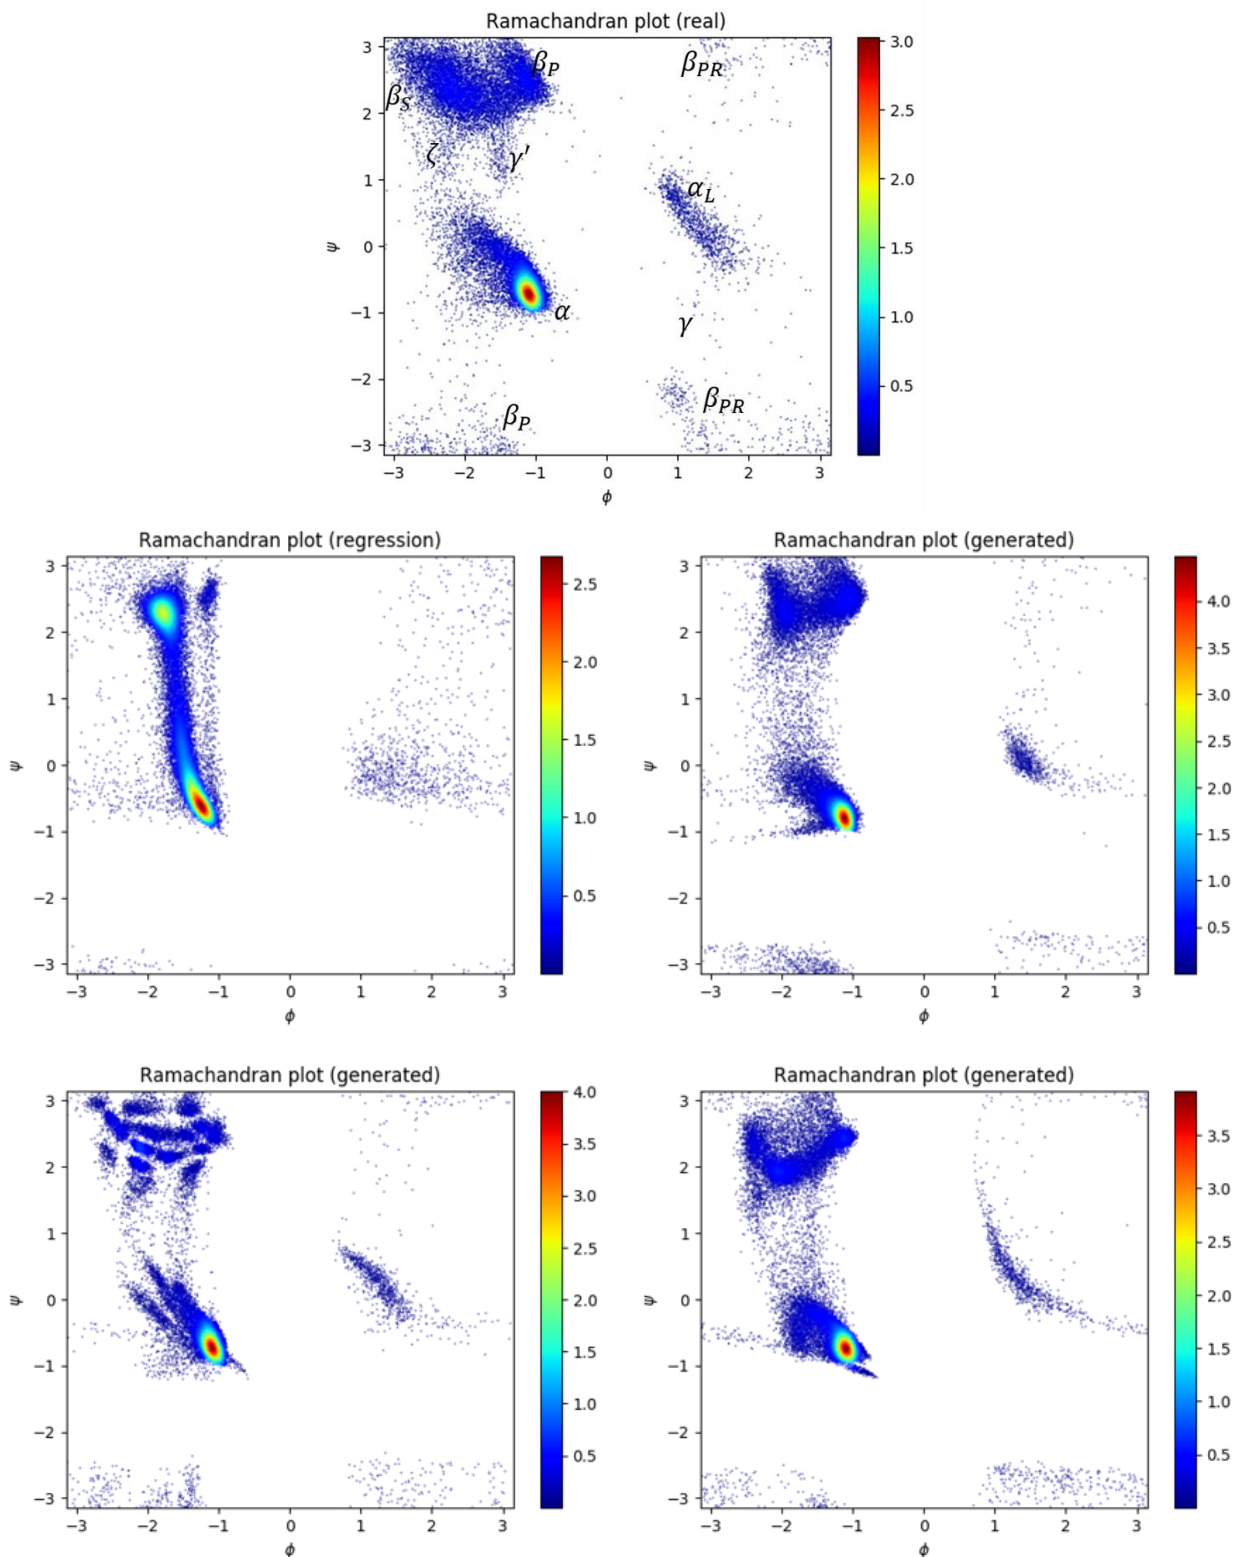 Ramachandran plot (real)
3
2
1
0
−1
−2
−3
ψ
β_P
β_PR
β_S
ζ
γ′
α_L
α
γ
β_PR
β_P
−3 −2 −1 0 1 2 3
ϕ
3.0
2.5
2.0
1.5
1.0
0.5
Ramachandran plot (regression)
3
2
1
0
−1
−2
−3
ψ
−3 −2 −1 0 1 2 3
ϕ
2.5
2.0
1.5
1.0
0.5
Ramachandran plot (generated)
3
2
1
0
−1
−2
−3
ψ
−3 −2 −1 0 1 2 3
ϕ
4.0
3.5
3.0
2.5
2.0
1.5
1.0
0.5
Ramachandran plot (generated)
3
2
1
0
−1
−2
−3
ψ
−3 −2 −1 0 1 2 3
ϕ
4.0
3.5
3.0
2.5
2.0
1.5
1.0
0.5
Ramachandran plot (generated)
3
2
1
0
−1
−2
−3
ψ
−3 −2 −1 0 1 2 3
ϕ
3.5
3.0
2.5
2.0
1.5
1.0
0.5